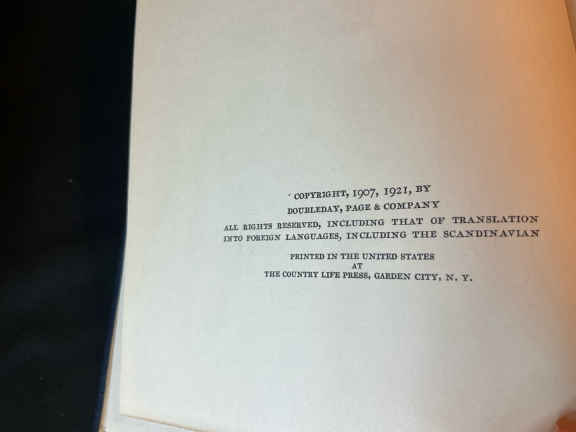 COPYRIGHT, 1907, 1921, BY
DOUBLEDAY, PAGE & COMPANY
ALL RIGHTS RESERVED, INCLUDING THAT OF TRANSLATION
INTO FOREIGN LANGUAGES, INCLUDING THE SCANDINAVIAN
PRINTED IN THE UNITED STATES
AT
THE COUNTRY LIFE PRESS, GARDEN CITY, N. Y.